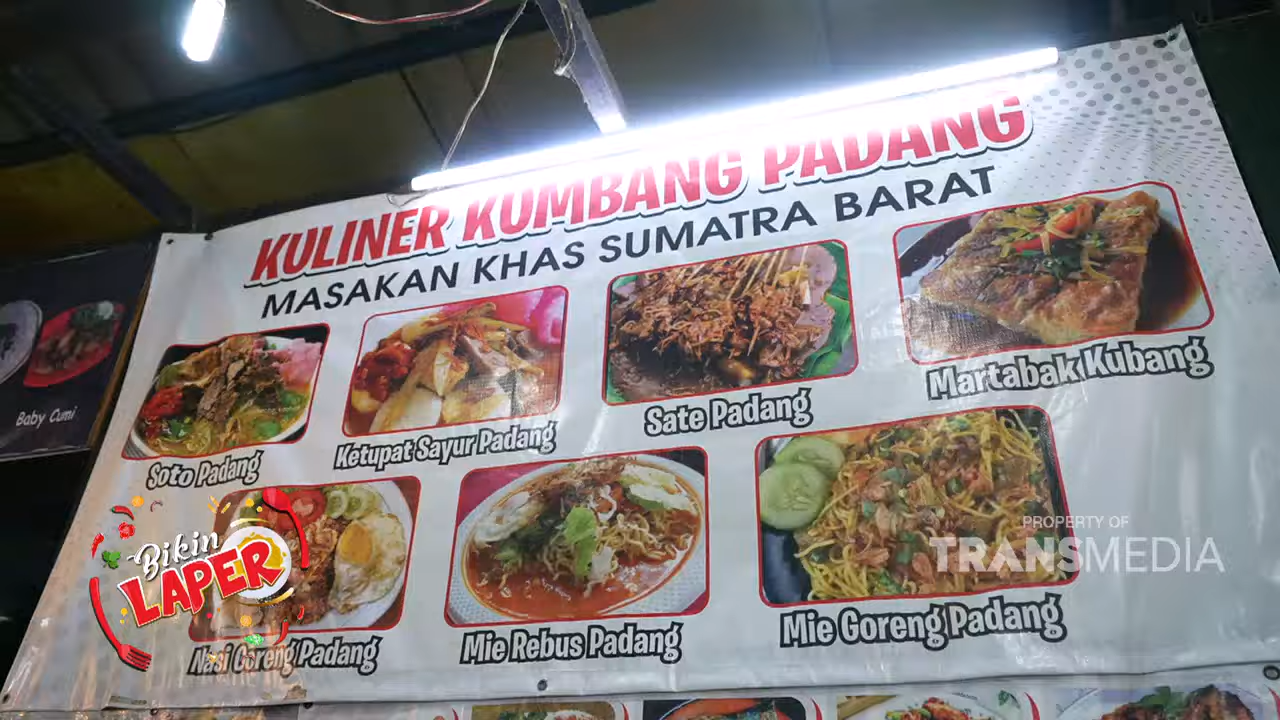 KULINER KUMBANG PADANG
MASAKAN KHAS SUMATRA BARAT
Soto Padang
Ketupat Sayur Padang
Sate Padang
Martabak Kubang
Nasi Goreng Padang
Mie Rebus Padang
Mie Goreng Padang
Baby Cumi
Bikin
LAPER
PROPERTY OF
TRANSMEDIA